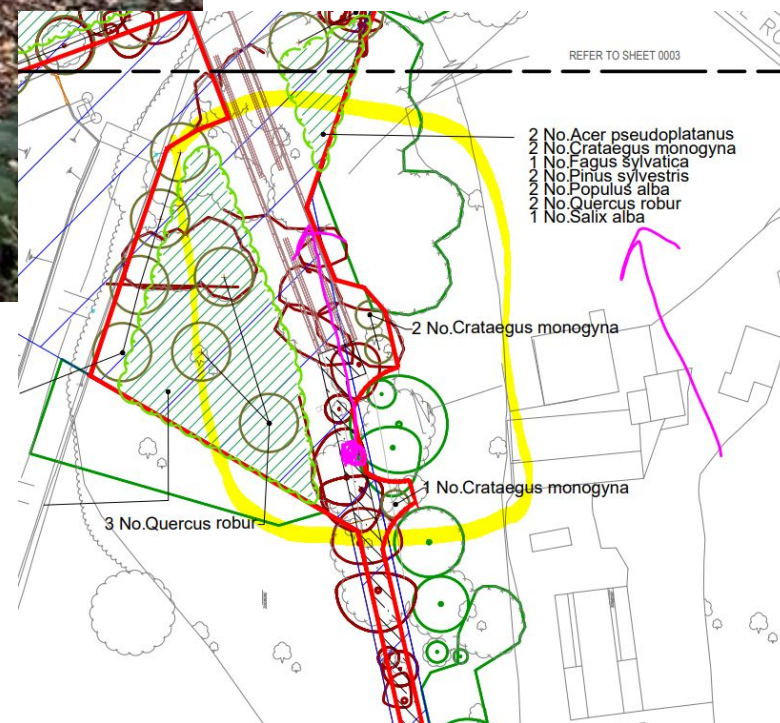 REFER TO SHEET 0003
2 No.Acer pseudoplatanus
2 No.Crataegus monogyna
1 No.Fagus sylvatica
2 No.Pinus sylvestris
2 No.Populus alba
2 No.Quercus robur
1 No.Salix alba
2 No.Crataegus monogyna
1 No.Crataegus monogyna
3 No.Quercus robur